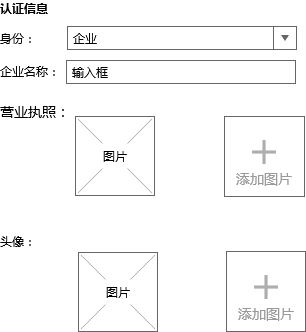 认证信息
身份： 企业
企业名称： 输入框
营业执照：
图片 添加图片
头像：
图片 添加图片